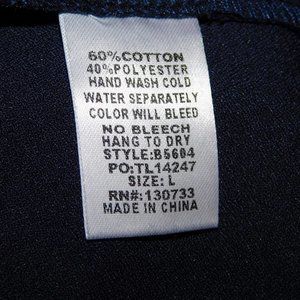 60%COTTON
40%POLYESTER
HAND WASH COLD
WATER SEPARATELY
COLOR WILL BLEED
NO BLEECH
HANG TO DRY
STYLE:B5604
PO:TL14247
SIZE: L
RN#:130733
MADE IN CHINA